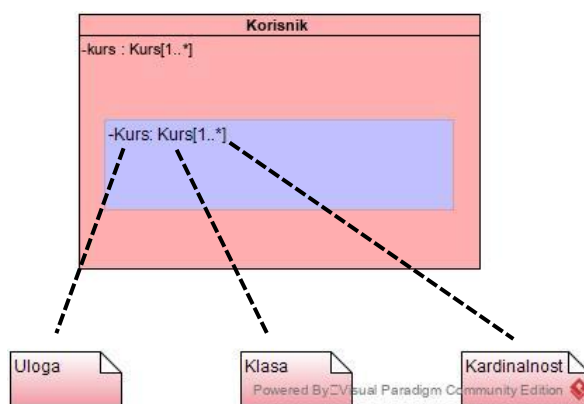 Korisnik
-kurs : Kurs[1..*]
-Kurs: Kurs[1..*]
Uloga
Klasa
Kardinalnost
Powered By Visual Paradigm Community Edition